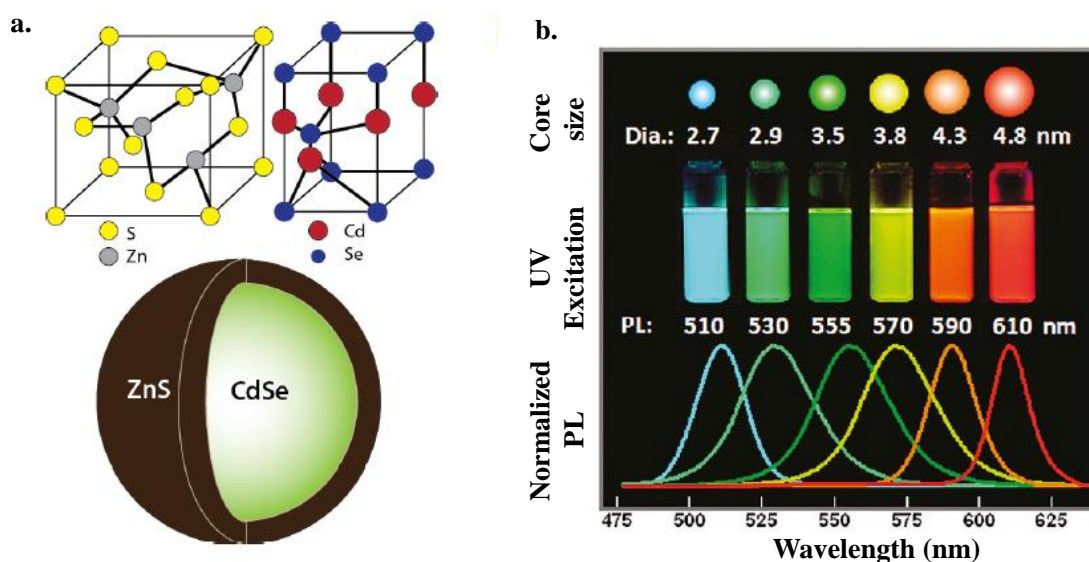 a.
S
Zn
Cd
Se
ZnS
CdSe
b.
Core size
Dia.: 2.7 2.9 3.5 3.8 4.3 4.8 nm
UV Excitation
PL: 510 530 555 570 590 610 nm
Normalized PL
475 500 525 550 575 600 625
Wavelength (nm)